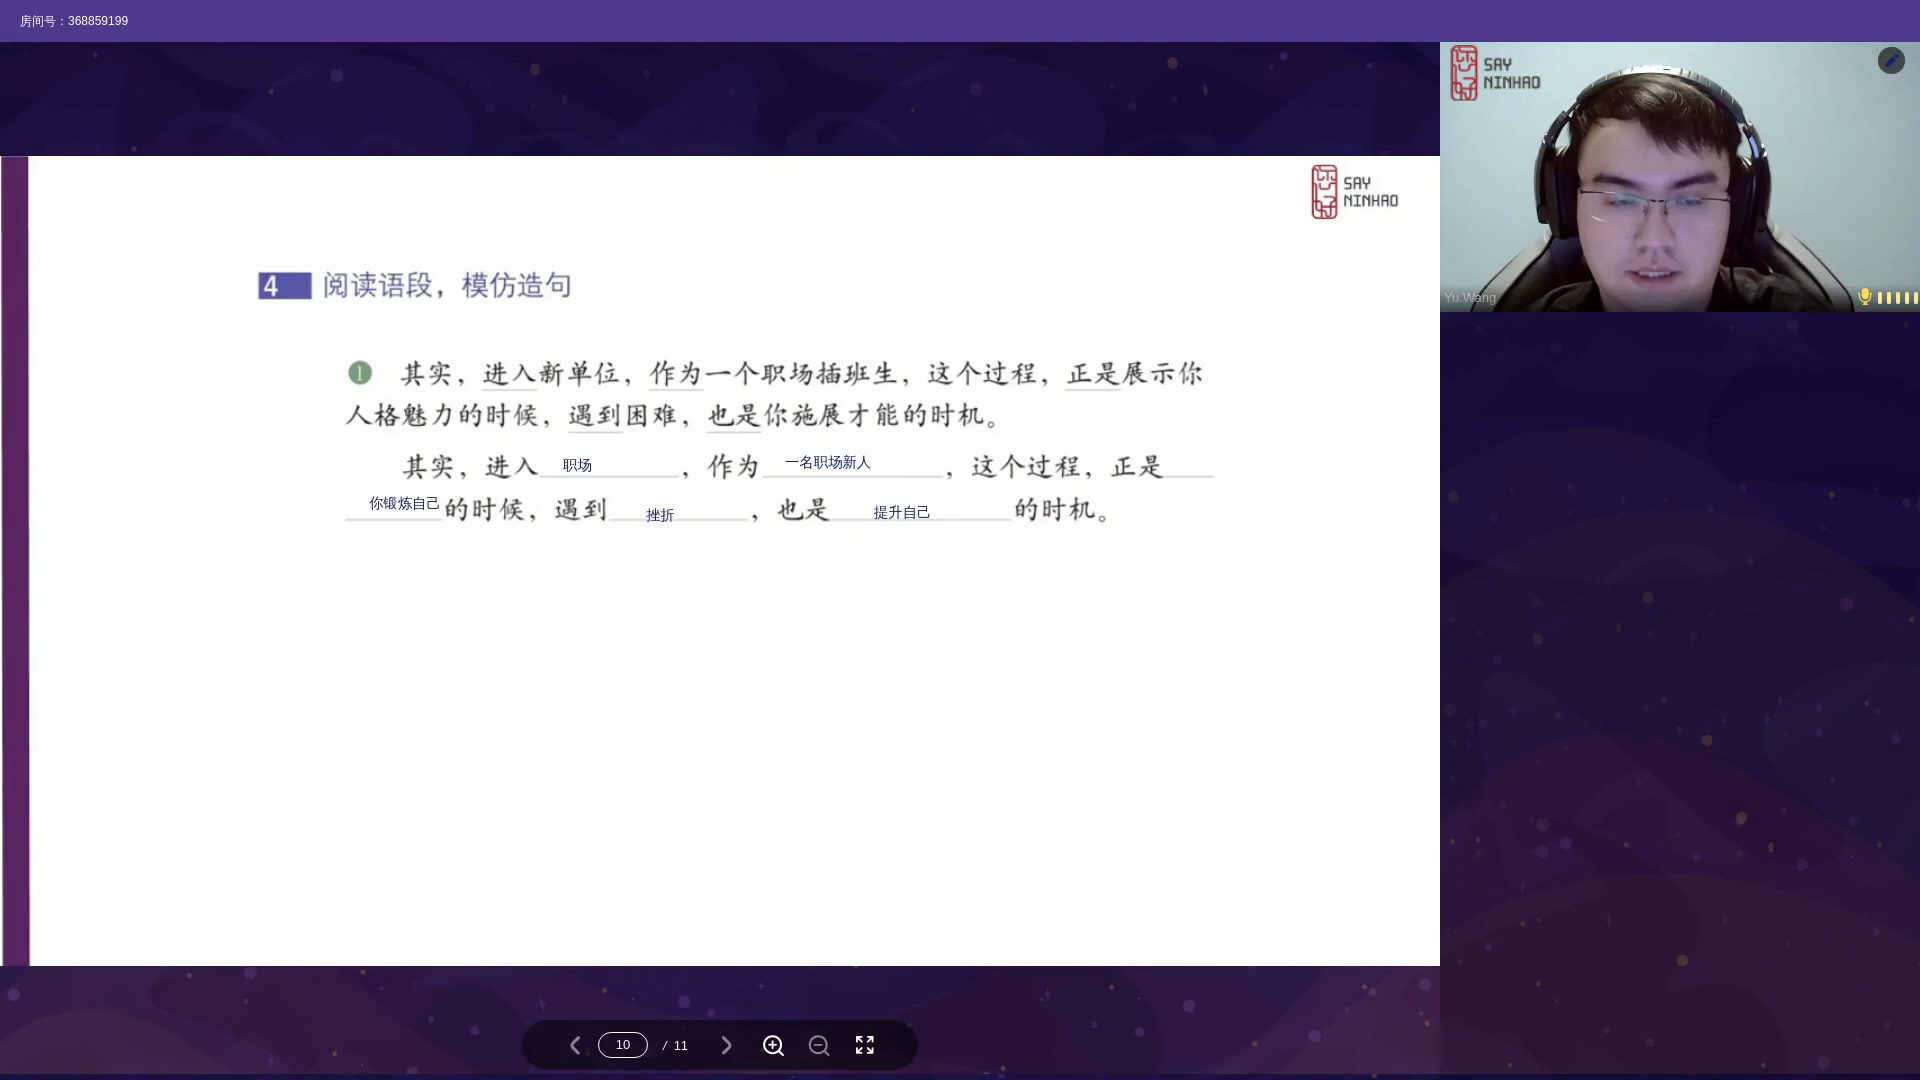 房间号：368859199
SAY
NINHAO
SAY
NINHAO
Yu Wang
4 阅读语段，模仿造句
1 其实，进入新单位，作为一个职场插班生，这个过程，正是展示你
人格魅力的时候，遇到困难，也是你施展才能的时机。
其实，进入 职场 ，作为 一名职场新人 ，这个过程，正是
你锻炼自己 的时候，遇到 挫折 ，也是 提升自己 的时机。
10 / 11